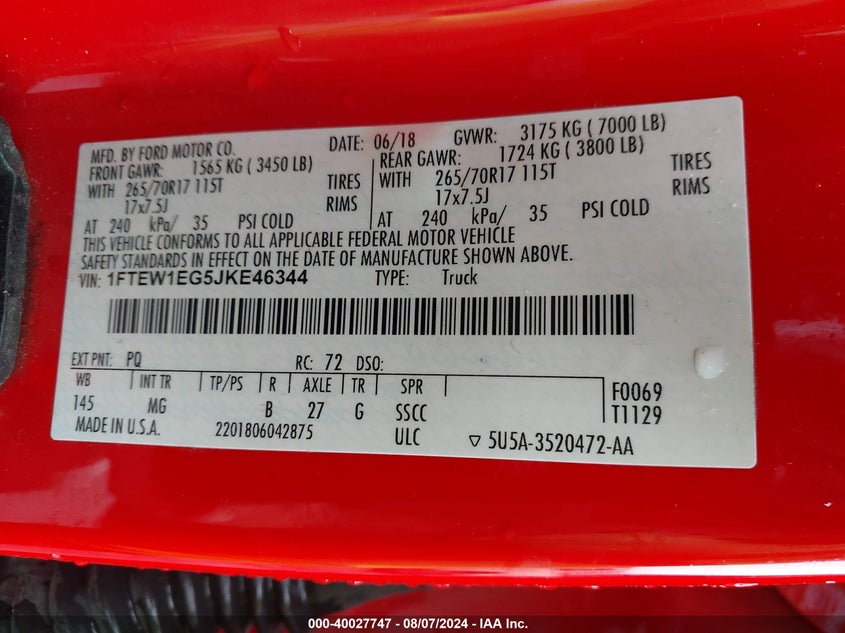 MFD. BY FORD MOTOR CO. DATE: 06/18 GVWR: 3175 KG ( 7000 LB)
FRONT GAWR: 1565 KG ( 3450 LB) REAR GAWR: 1724 KG ( 3800 LB)
WITH 265/70R17 115T TIRES WITH 265/70R17 115T TIRES
17x7.5J RIMS 17x7.5J RIMS
AT 240 kPa/ 35 PSI COLD AT 240 kPa/ 35 PSI COLD
THIS VEHICLE CONFORMS TO ALL APPLICABLE FEDERAL MOTOR VEHICLE
SAFETY STANDARDS IN EFFECT ON THE DATE OF MANUFACTURE SHOWN ABOVE.
VIN: 1FTEW1EG5JKE46344 TYPE: Truck
EXT PNT: PQ RC: 72 DSO:
WB INT TR TP/PS R AXLE TR SPR F0069
145 MG B 27 G SSCC T1129
MADE IN U.S.A. 2201806042875 ULC ▽ 5U5A-3520472-AA
000-40027747 - 08/07/2024 - IAA Inc.